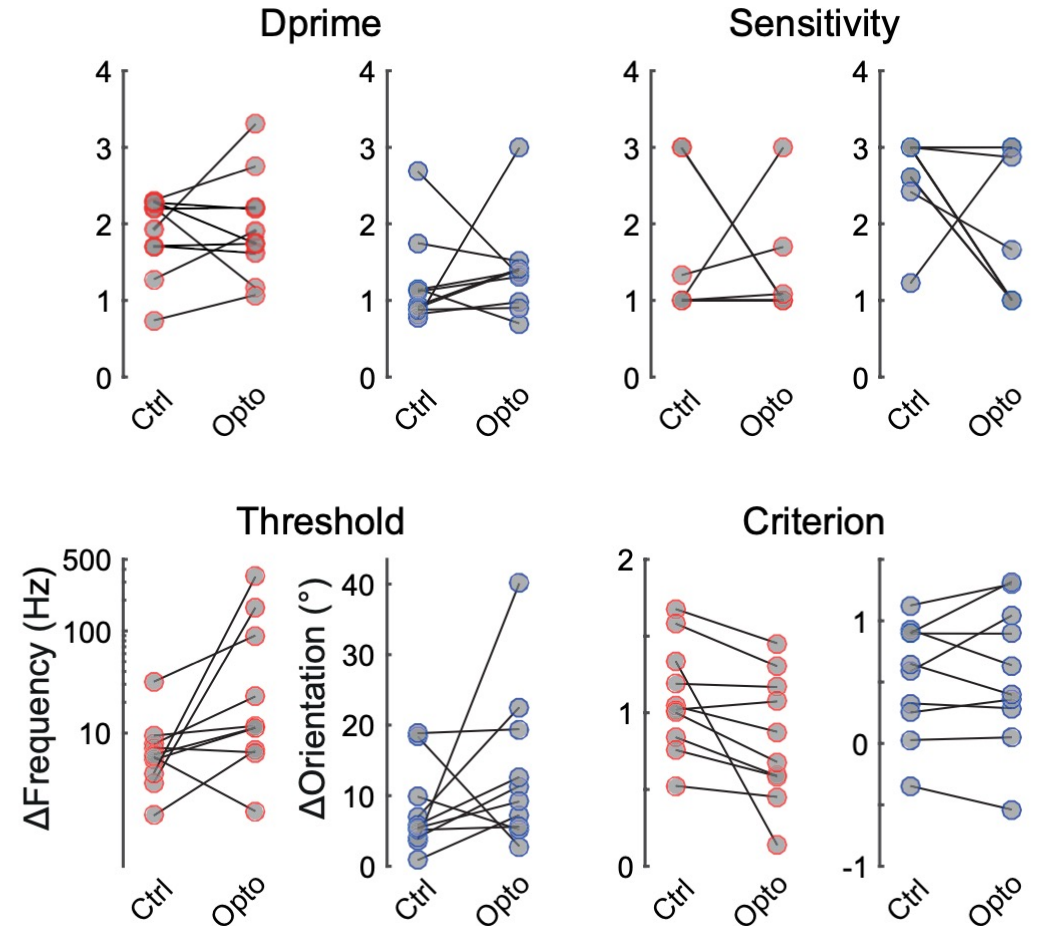 Dprime
Sensitivity
4
3
2
1
0
Ctrl
Opto
4
3
2
1
0
Ctrl
Opto
4
3
2
1
0
Ctrl
Opto
4
3
2
1
0
Ctrl
Opto
Threshold
Criterion
ΔFrequency (Hz)
500
100
10
Ctrl
Opto
ΔOrientation (°)
40
30
20
10
0
Ctrl
Opto
2
1
0
Ctrl
Opto
1
0
-1
Ctrl
Opto